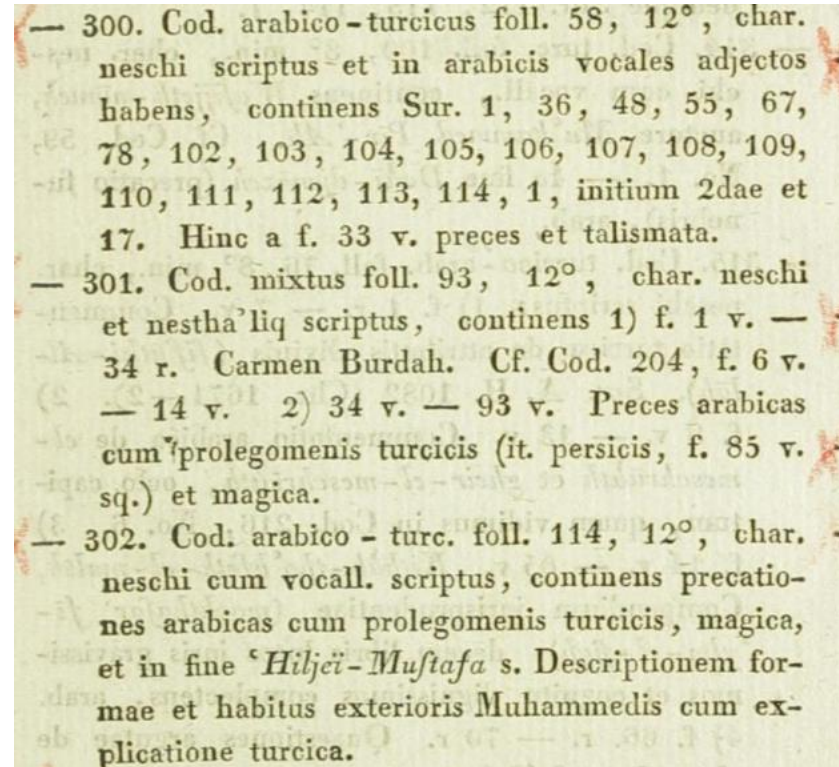 — 300. Cod. arabico-turcicus foll. 58, 12°, char.
neschi scriptus et in arabicis vocales adjectos
habens, continens Sur. 1, 36, 48, 55, 67,
78, 102, 103, 104, 105, 106, 107, 108, 109,
110, 111, 112, 113, 114, 1, initium 2dae et
17. Hinc a f. 33 v. preces et talismata.
— 301. Cod. mixtus foll. 93, 12°, char. neschi
et nestha’liq scriptus, continens 1) f. 1 v. —
34 r. Carmen Burdah. Cf. Cod. 204, f. 6 v.
— 14 v. 2) 34 v. — 93 v. Preces arabicas
cum prolegomenis turcicis (it. persicis, f. 85 v.
sq.) et magica.
— 302. Cod. arabico - turc. foll. 114, 12°, char.
neschi cum vocall. scriptus, continens precatio-
nes arabicas cum prolegomenis turcicis, magica,
et in fine ‘Hiljei-Muſtafa s. Descriptionem for-
mae et habitus exterioris Muhammedis cum ex-
plicatione turcica.